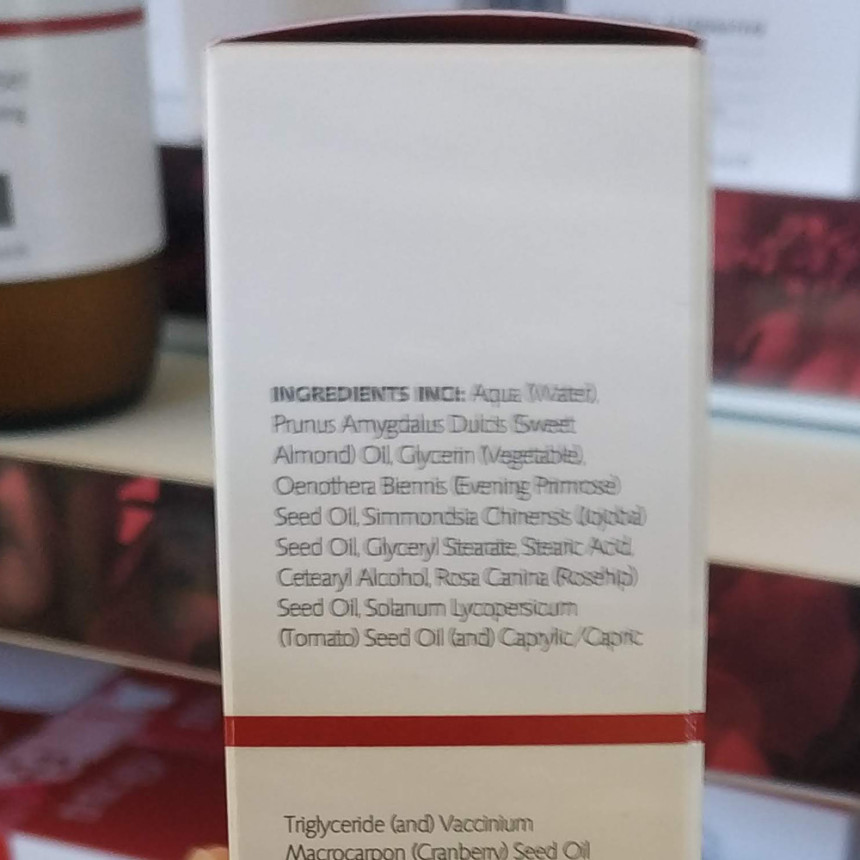 INGREDIENTS INCI: Aqua (Water),
Prunus Amygdalus Dulcis (Sweet
Almond) Oil, Glycerin (Vegetable),
Oenothera Biennis (Evening Primrose)
Seed Oil, Simmondsia Chinensis (Jojoba)
Seed Oil, Glyceryl Stearate, Stearic Acid,
Cetearyl Alcohol, Rosa Canina (Rosehip)
Seed Oil, Solanum Lycopersicum
(Tomato) Seed Oil (and) Caprylic/Capric
Triglyceride (and) Vaccinium
Macrocarpon (Cranberry) Seed Oil